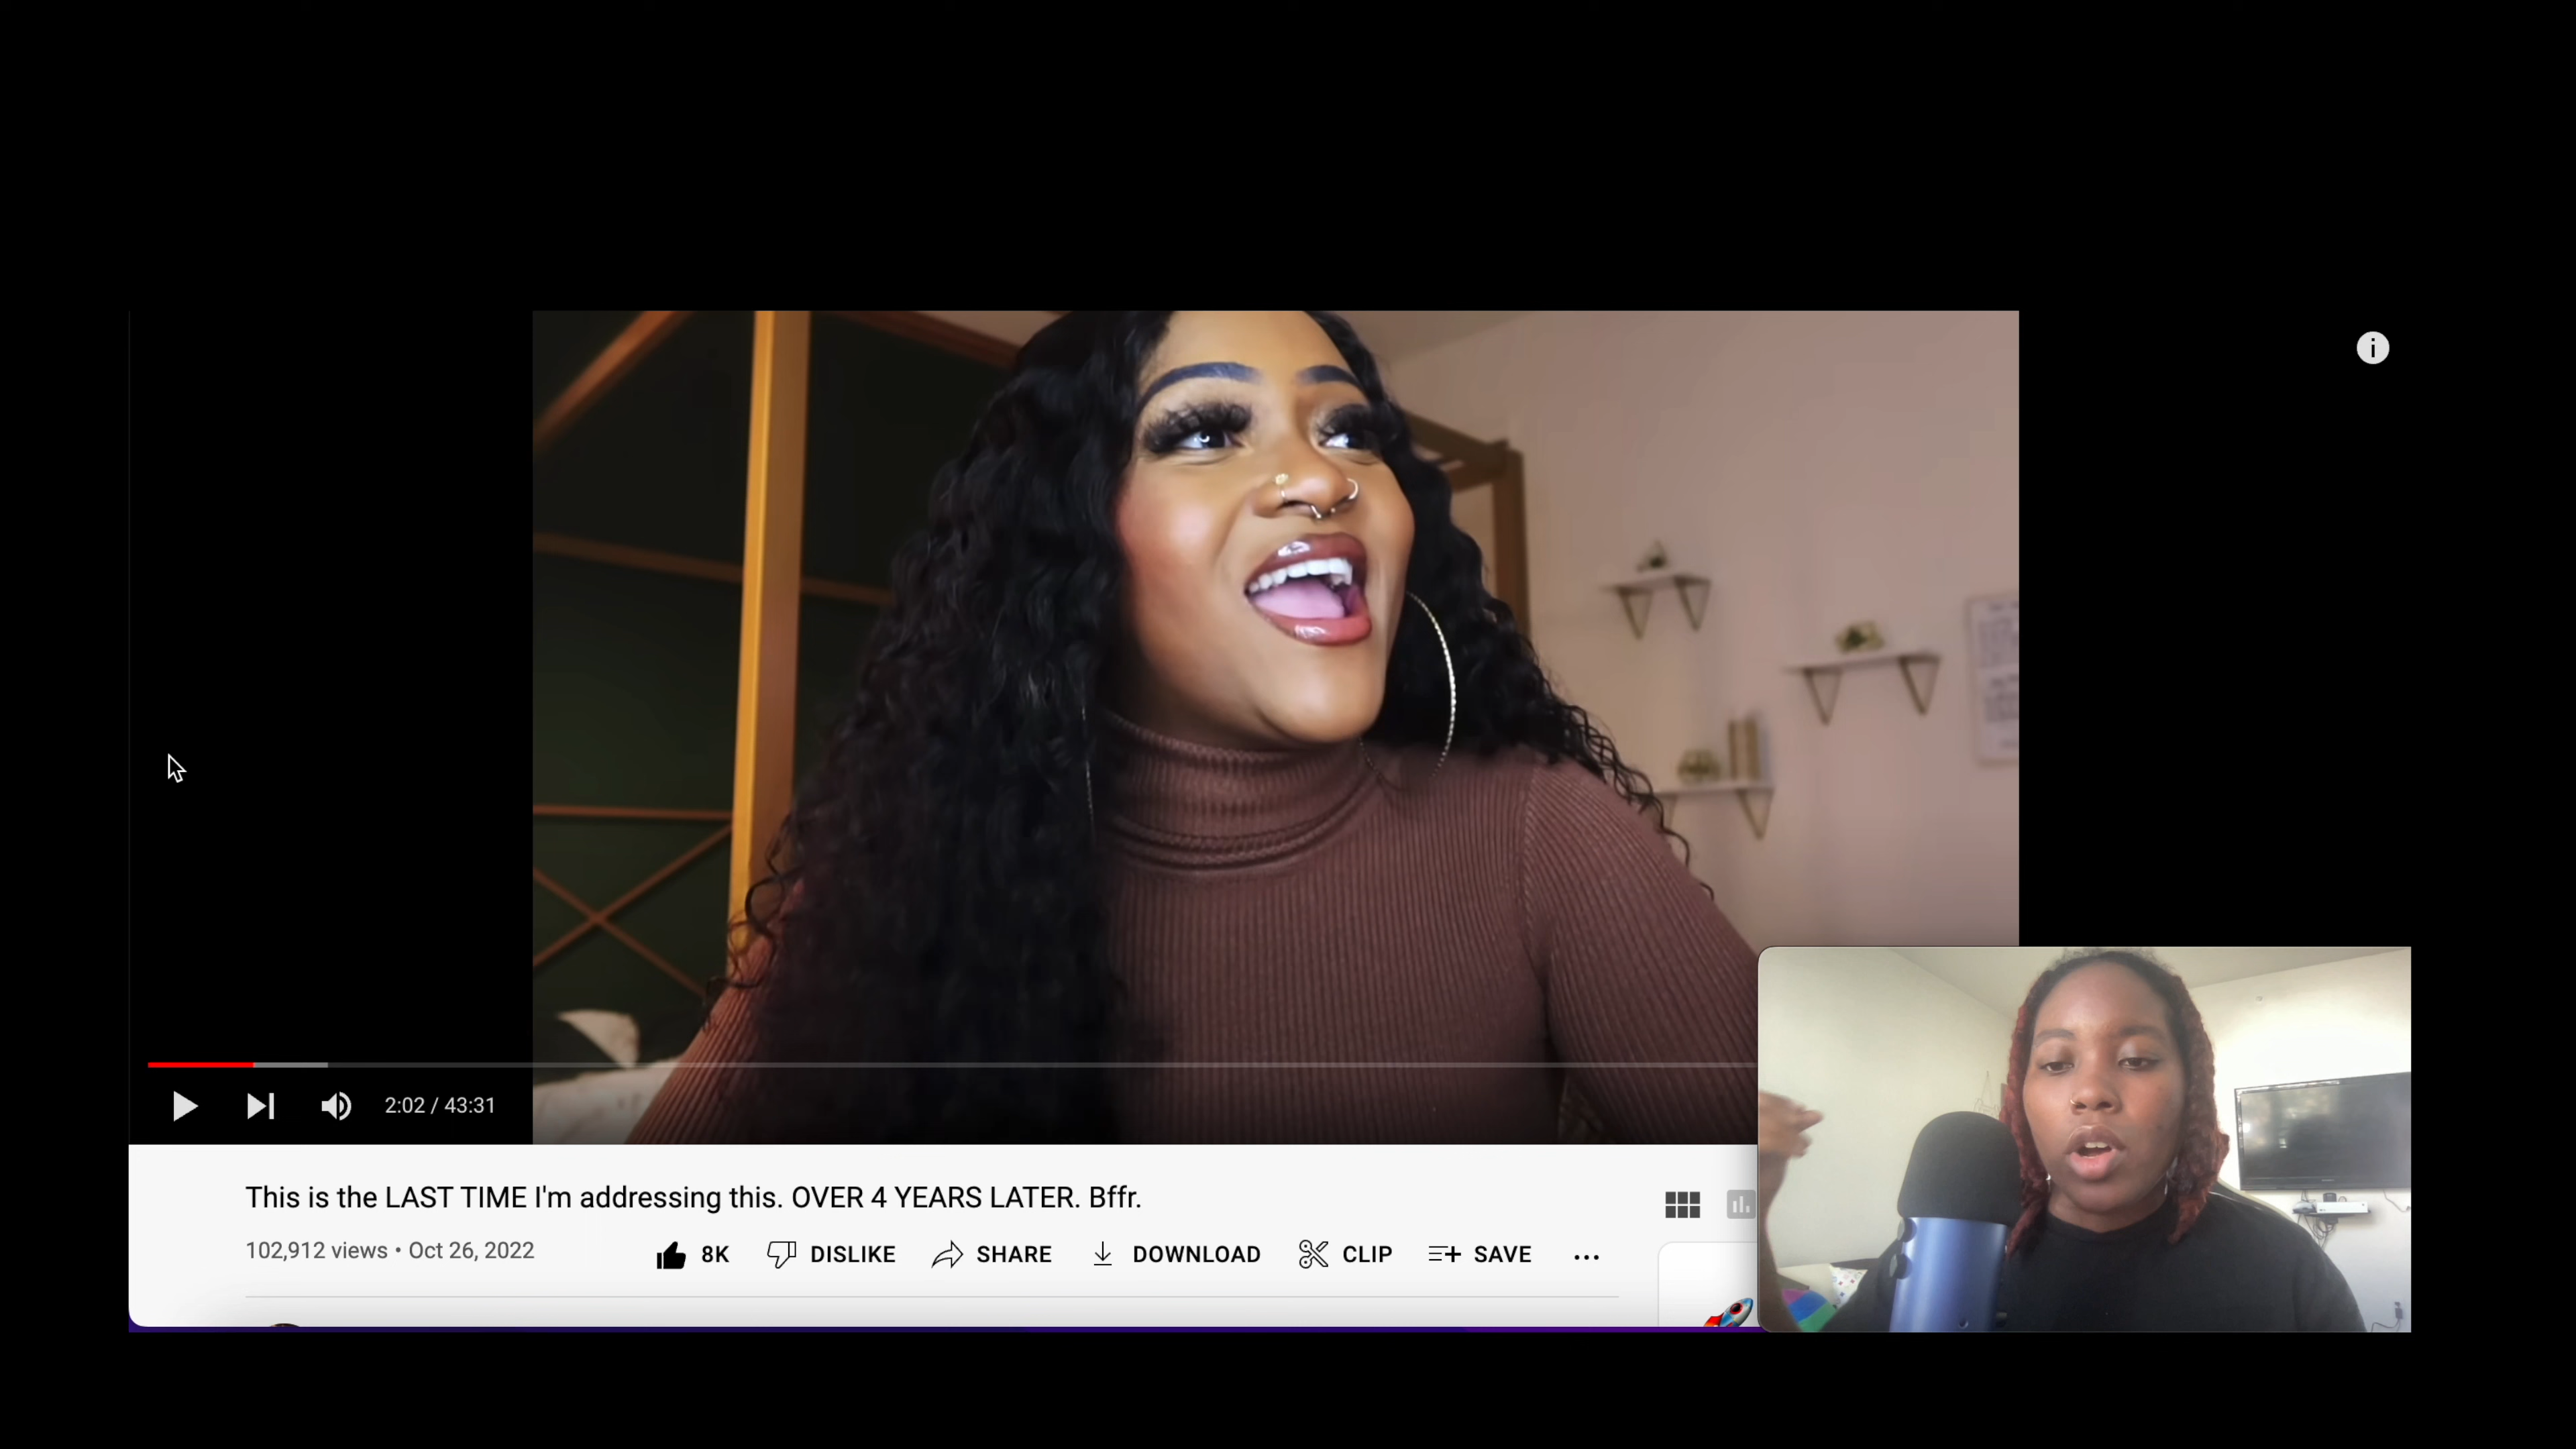 i
2:02 / 43:31
This is the LAST TIME I'm addressing this. OVER 4 YEARS LATER. Bffr.
102,912 views • Oct 26, 2022
8K
DISLIKE
SHARE
DOWNLOAD
CLIP
SAVE